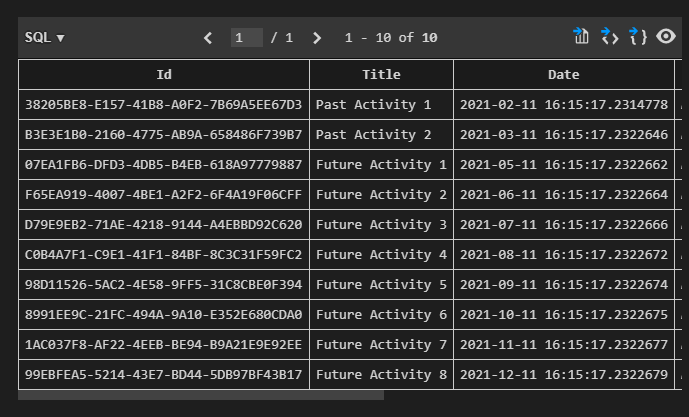 SQL ▼ 1 / 1 1 - 10 of 10
Id Title Date
38205BE8-E157-41B8-A0F2-7B69A5EE67D3 Past Activity 1 2021-02-11 16:15:17.2314778
B3E3E1B0-2160-4775-AB9A-658486F739B7 Past Activity 2 2021-03-11 16:15:17.2322646
07EA1FB6-DFD3-4DB5-B4EB-618A97779887 Future Activity 1 2021-05-11 16:15:17.2322662
F65EA919-4007-4BE1-A2F2-6F4A19F06CFF Future Activity 2 2021-06-11 16:15:17.2322664
D79E9EB2-71AE-4218-9144-A4EBBD92C620 Future Activity 3 2021-07-11 16:15:17.2322666
C0B4A7F1-C9E1-41F1-84BF-8C3C31F59FC2 Future Activity 4 2021-08-11 16:15:17.2322672
98D11526-5AC2-4E58-9FF5-31C8CBE0F394 Future Activity 5 2021-09-11 16:15:17.2322674
8991EE9C-21FC-494A-9A10-E352E680CDA0 Future Activity 6 2021-10-11 16:15:17.2322675
1AC037F8-AF22-4EEB-BE94-B9A21E9E92EE Future Activity 7 2021-11-11 16:15:17.2322677
99EBFEA5-5214-43E7-BD44-5DB97BF43B17 Future Activity 8 2021-12-11 16:15:17.2322679